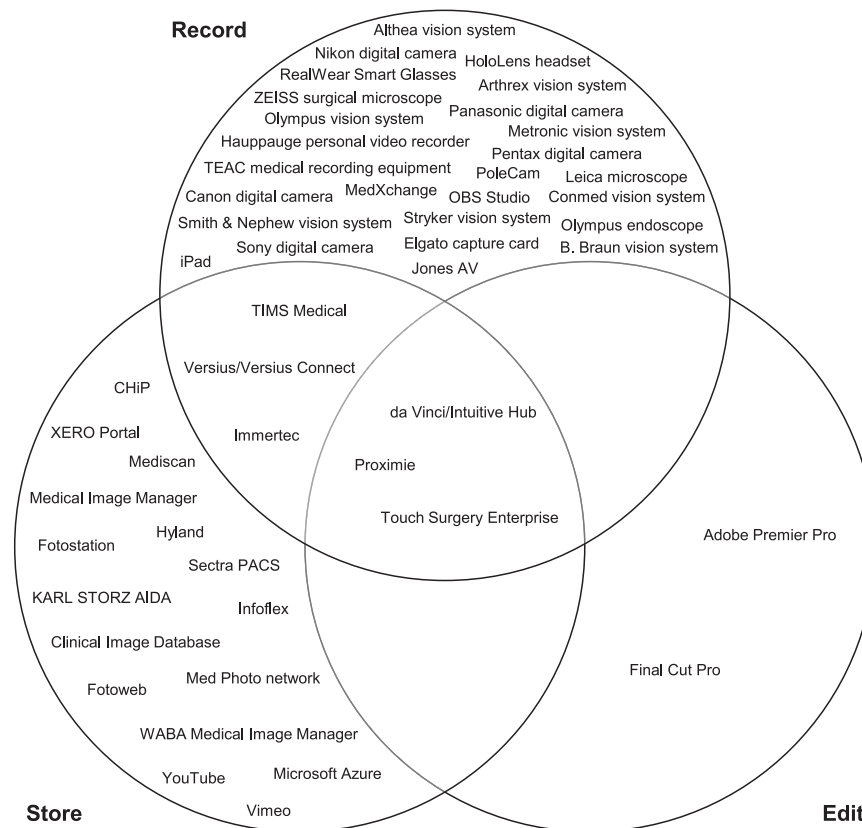 Record
Althea vision system
Nikon digital camera
HoloLens headset
RealWear Smart Glasses
Arthrex vision system
ZEISS surgical microscope
Panasonic digital camera
Olympus vision system
Metronic vision system
Hauppauge personal video recorder
Pentax digital camera
TEAC medical recording equipment
PoleCam
Leica microscope
MedXchange
Canon digital camera
OBS Studio
Conmed vision system
Smith & Nephew vision system
Stryker vision system
Olympus endoscope
Sony digital camera
Elgato capture card
B. Braun vision system
iPad
Jones AV
TIMS Medical
Versius/Versius Connect
CHiP
da Vinci/Intuitive Hub
XERO Portal
Immertec
Mediscan
Proximie
Medical Image Manager
Touch Surgery Enterprise
Hyland
Fotostation
Adobe Premier Pro
Sectra PACS
KARL STORZ AIDA
Infoflex
Clinical Image Database
Final Cut Pro
Med Photo network
Fotoweb
WABA Medical Image Manager
YouTube
Microsoft Azure
Vimeo
Store
Edit